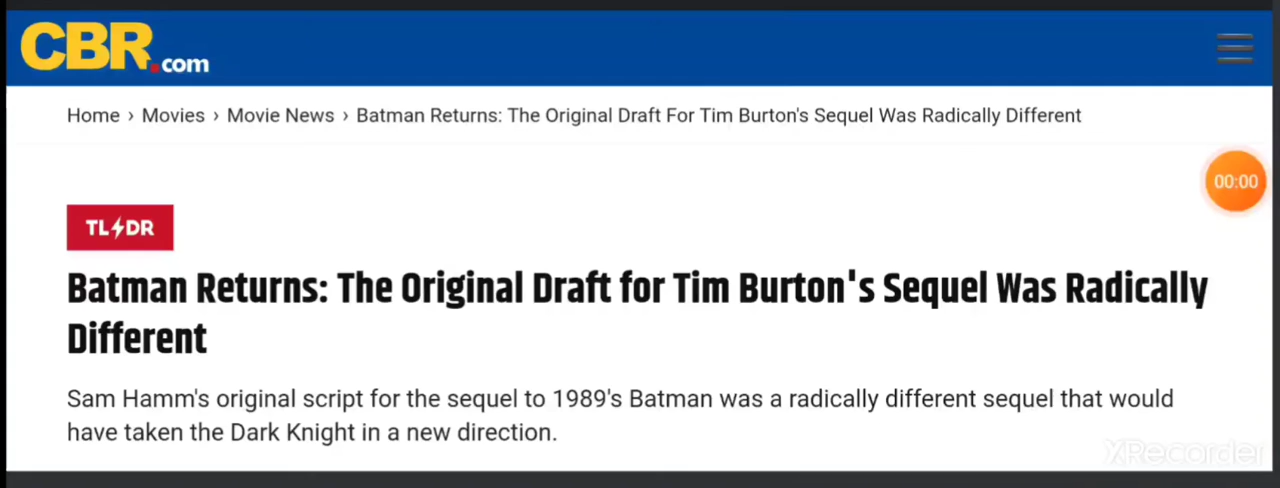 CBR.com
Home › Movies › Movie News › Batman Returns: The Original Draft For Tim Burton's Sequel Was Radically Different
00:00
TLDR
Batman Returns: The Original Draft for Tim Burton's Sequel Was Radically
Different
Sam Hamm's original script for the sequel to 1989's Batman was a radically different sequel that would
have taken the Dark Knight in a new direction.
XRecorder